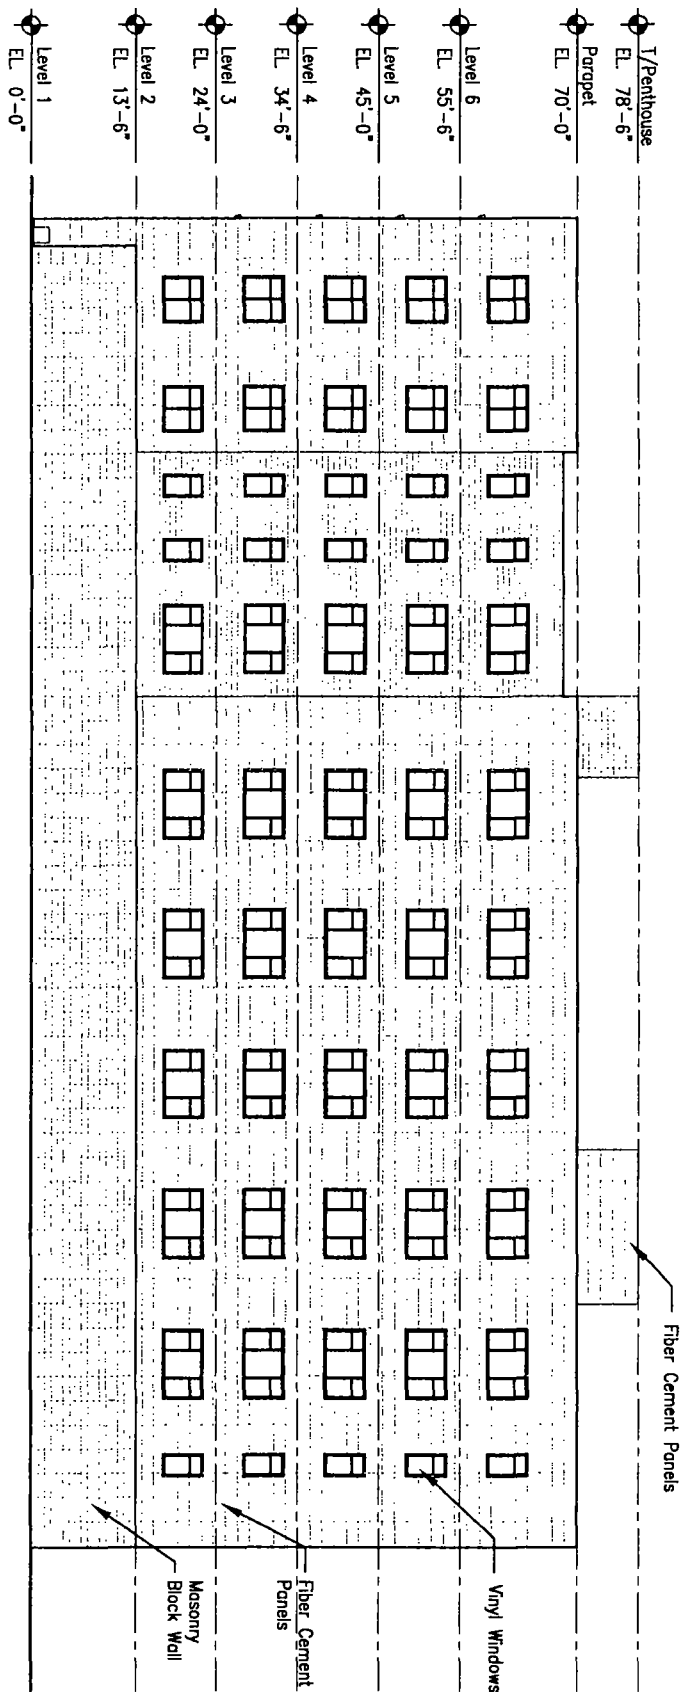 T/Penthouse
EL. 78'-6"
Parapet
EL. 70'-0"
Level 6
EL. 55'-6"
Level 5
EL. 45'-0"
Level 4
EL. 34'-6"
Level 3
EL. 24'-0"
Level 2
EL. 13'-6"
Level 1
EL. 0'-0"
Fiber Cement Panels
Vinyl Windows
Fiber Cement
Panels
Masonry
Block Wall